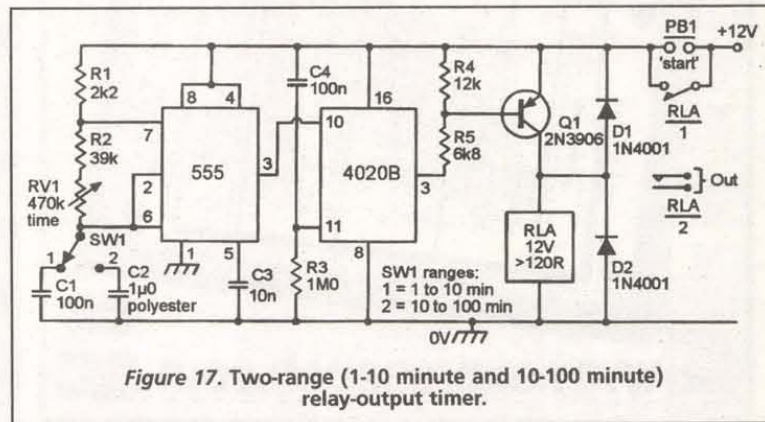 PB1
+12V
'start'
RLA
1
R1
2k2
C4
100n
R4
12k
8
4
16
Q1
2N3906
D1
1N4001
7
R2
39k
3
10
R5
6k8
555
4020B
3
2
RV1
470k
time
6
11
Out
RLA
2
SW1
1
2
1
5
8
RLA
12V
>120R
D2
1N4001
C1
100n
C2
1µ0
polyester
C3
10n
R3
1M0
SW1 ranges:
1 = 1 to 10 min
2 = 10 to 100 min
0V
Figure 17. Two-range (1-10 minute and 10-100 minute)
relay-output timer.